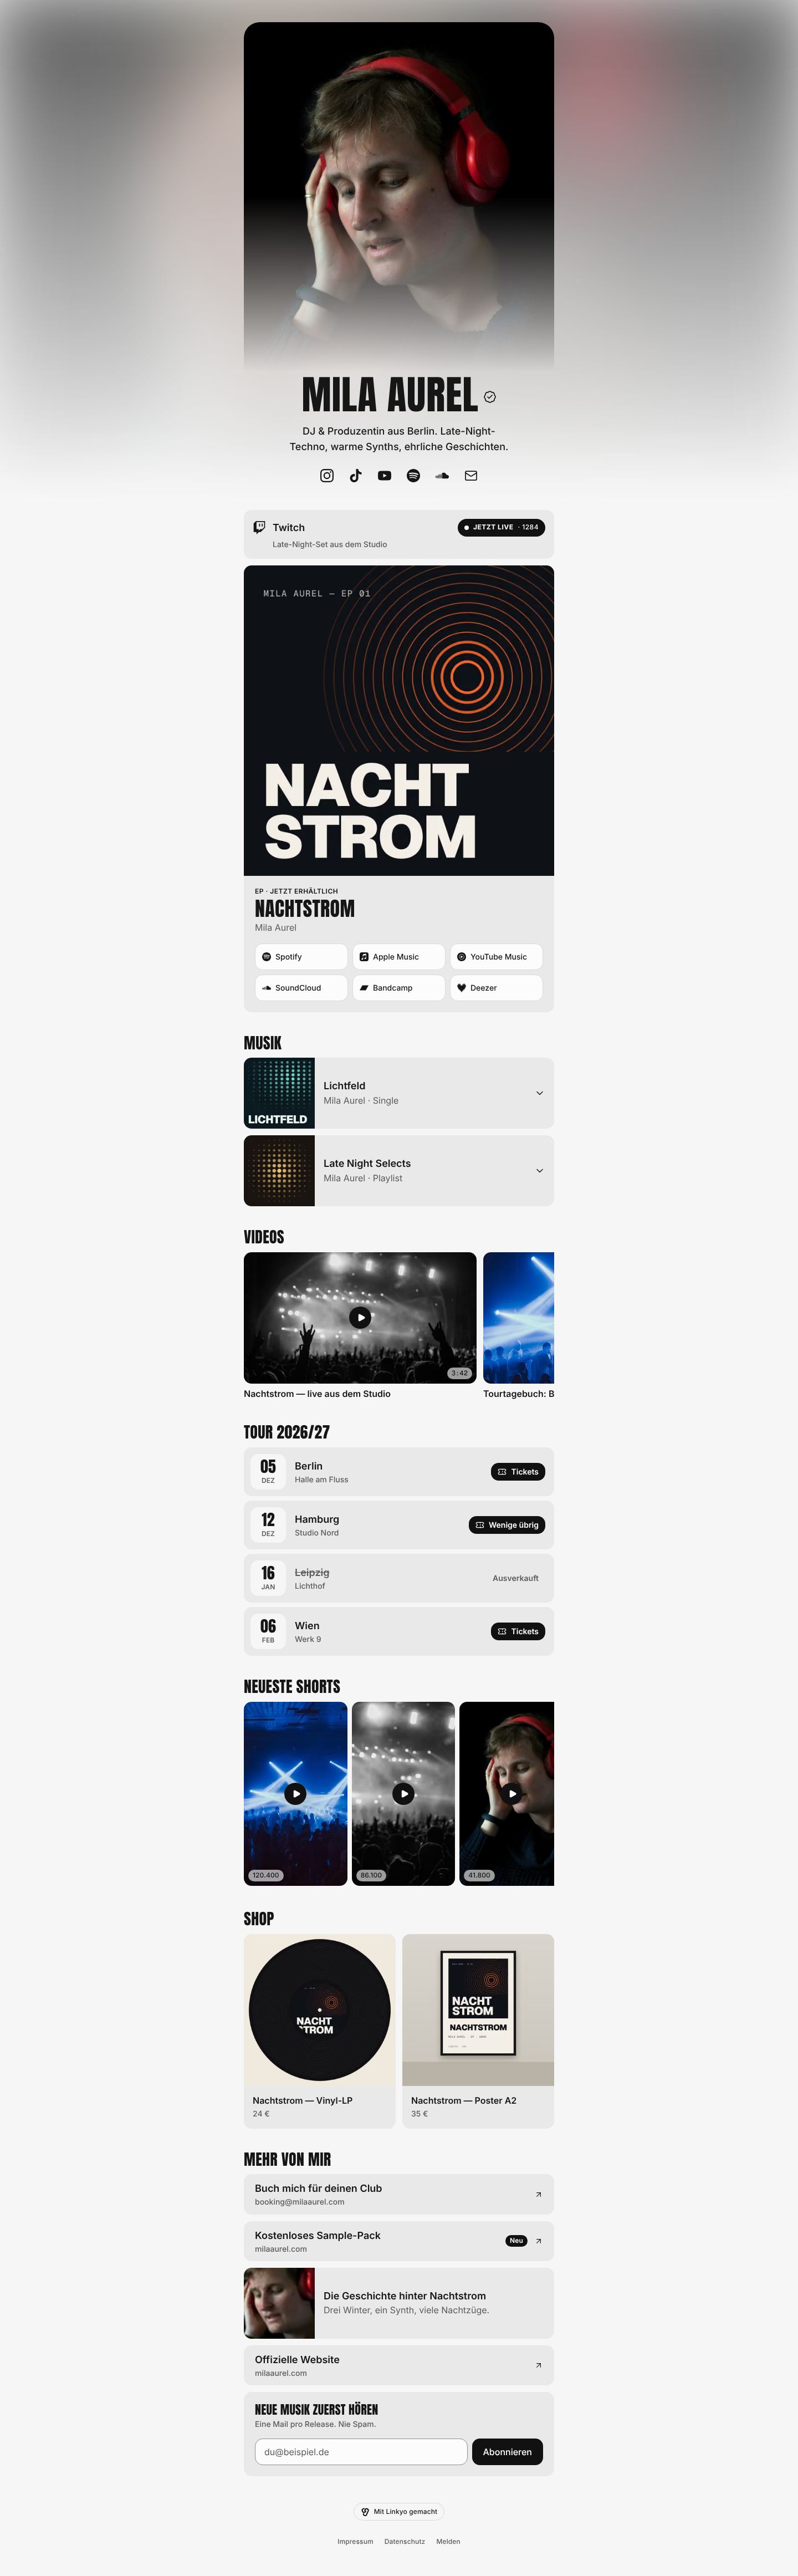 MILA AUREL
DJ & Produzentin aus Berlin. Late-Night-
Techno, warme Synths, ehrliche Geschichten.
Twitch
JETZT LIVE · 1284
Late-Night-Set aus dem Studio
MILA AUREL — EP 01
NACHT
STROM
EP · JETZT ERHÄLTLICH
NACHTSTROM
Mila Aurel
Spotify
Apple Music
YouTube Music
SoundCloud
Bandcamp
Deezer
MUSIK
LICHTFELD
Lichtfeld
Mila Aurel · Single
Late Night Selects
Mila Aurel · Playlist
VIDEOS
3:42
Nachtstrom — live aus dem Studio
Tourtagebuch: B
TOUR 2026/27
05
DEZ
Berlin
Halle am Fluss
Tickets
12
DEZ
Hamburg
Studio Nord
Wenige übrig
16
JAN
Leipzig
Lichthof
Ausverkauft
06
FEB
Wien
Werk 9
Tickets
NEUESTE SHORTS
120.400
86.100
41.800
SHOP
NACHT
STROM
NACHT
STROM
NACHTSTROM
Nachtstrom — Vinyl-LP
24 €
Nachtstrom — Poster A2
35 €
MEHR VON MIR
Buch mich für deinen Club
booking@milaaurel.com
Kostenloses Sample-Pack
milaaurel.com
Neu
Die Geschichte hinter Nachtstrom
Drei Winter, ein Synth, viele Nachtzüge.
Offizielle Website
milaaurel.com
NEUE MUSIK ZUERST HÖREN
Eine Mail pro Release. Nie Spam.
du@beispiel.de
Abonnieren
Mit Linkyo gemacht
Impressum
Datenschutz
Melden